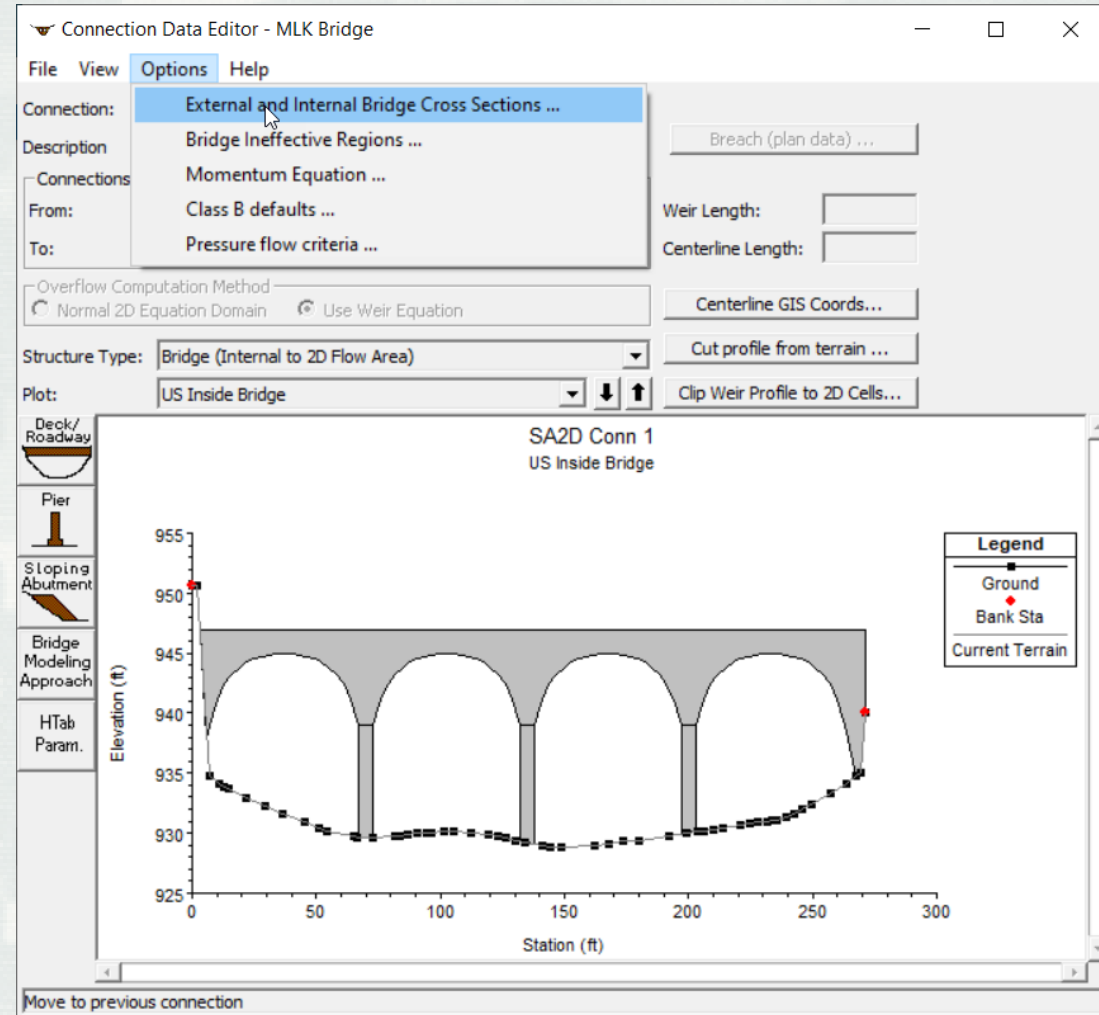 Connection Data Editor - MLK Bridge
File View Options Help
External and Internal Bridge Cross Sections ...
Bridge Ineffective Regions ...
Momentum Equation ...
Class B defaults ...
Pressure flow criteria ...
Connection:
Description
Breach (plan data) ...
Connections
From:
Weir Length:
To:
Centerline Length:
Overflow Computation Method
Normal 2D Equation Domain Use Weir Equation
Centerline GIS Coords...
Structure Type: Bridge (Internal to 2D Flow Area)
Cut profile from terrain ...
Plot: US Inside Bridge
Clip Weir Profile to 2D Cells...
Deck/
Roadway
Pier
Sloping
Abutment
Bridge
Modeling
Approach
HTab
Param.
SA2D Conn 1
US Inside Bridge
Legend
Ground
Bank Sta
Current Terrain
Elevation (ft)
955
950
945
940
935
930
925
0 50 100 150 200 250 300
Station (ft)
Move to previous connection